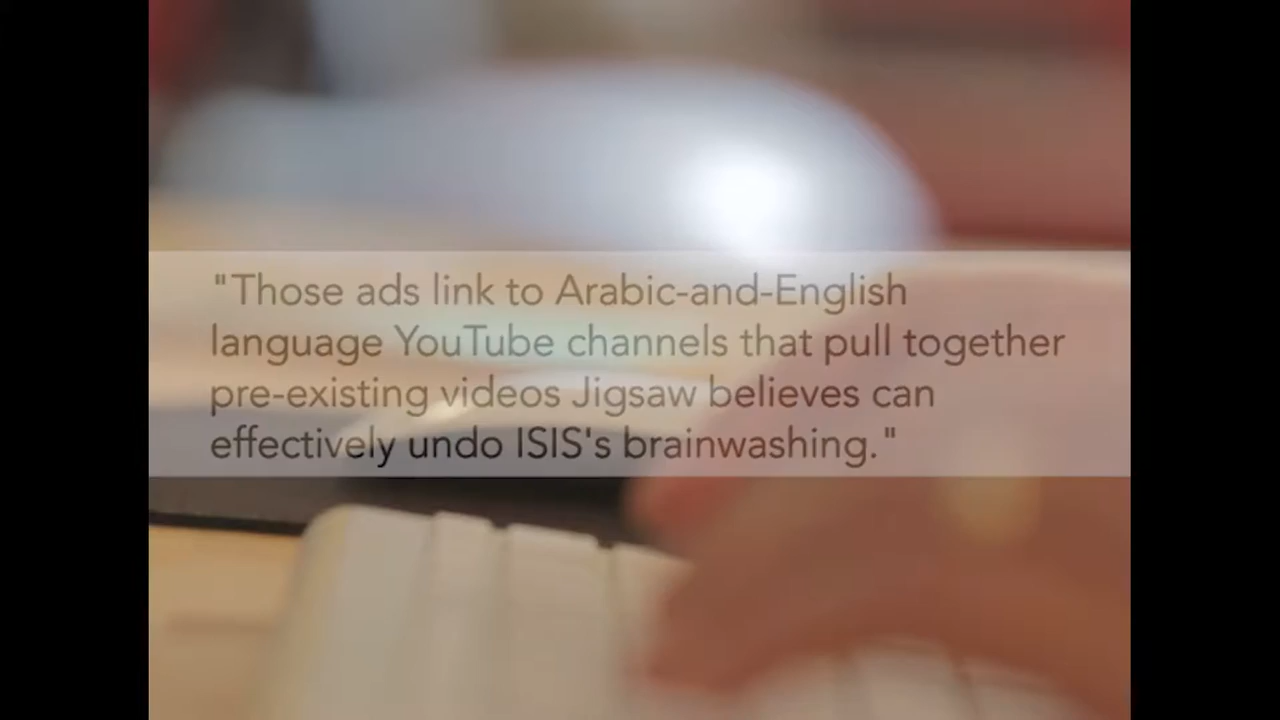 "Those ads link to Arabic-and-English
language YouTube channels that pull together
pre-existing videos Jigsaw believes can
effectively undo ISIS's brainwashing."